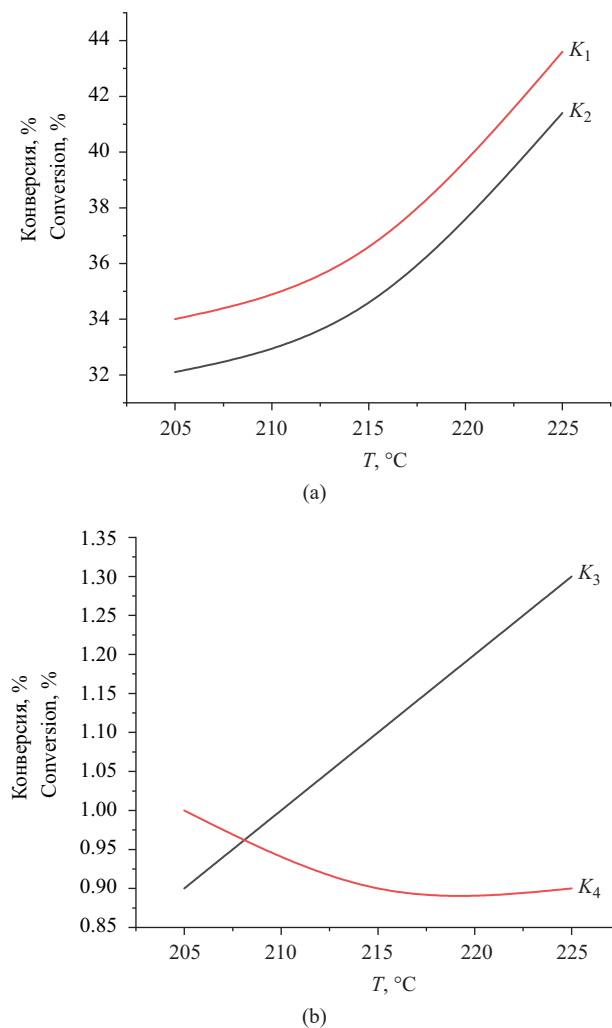 Конверсия, %
Conversion, %
44
42
40
38
36
34
32
K1
K2
205 210 215 220 225
T, °C
(a)
Конверсия, %
Conversion, %
1.35
1.30
1.25
1.20
1.15
1.10
1.05
1.00
0.95
0.90
0.85
K3
K4
205 210 215 220 225
T, °C
(b)